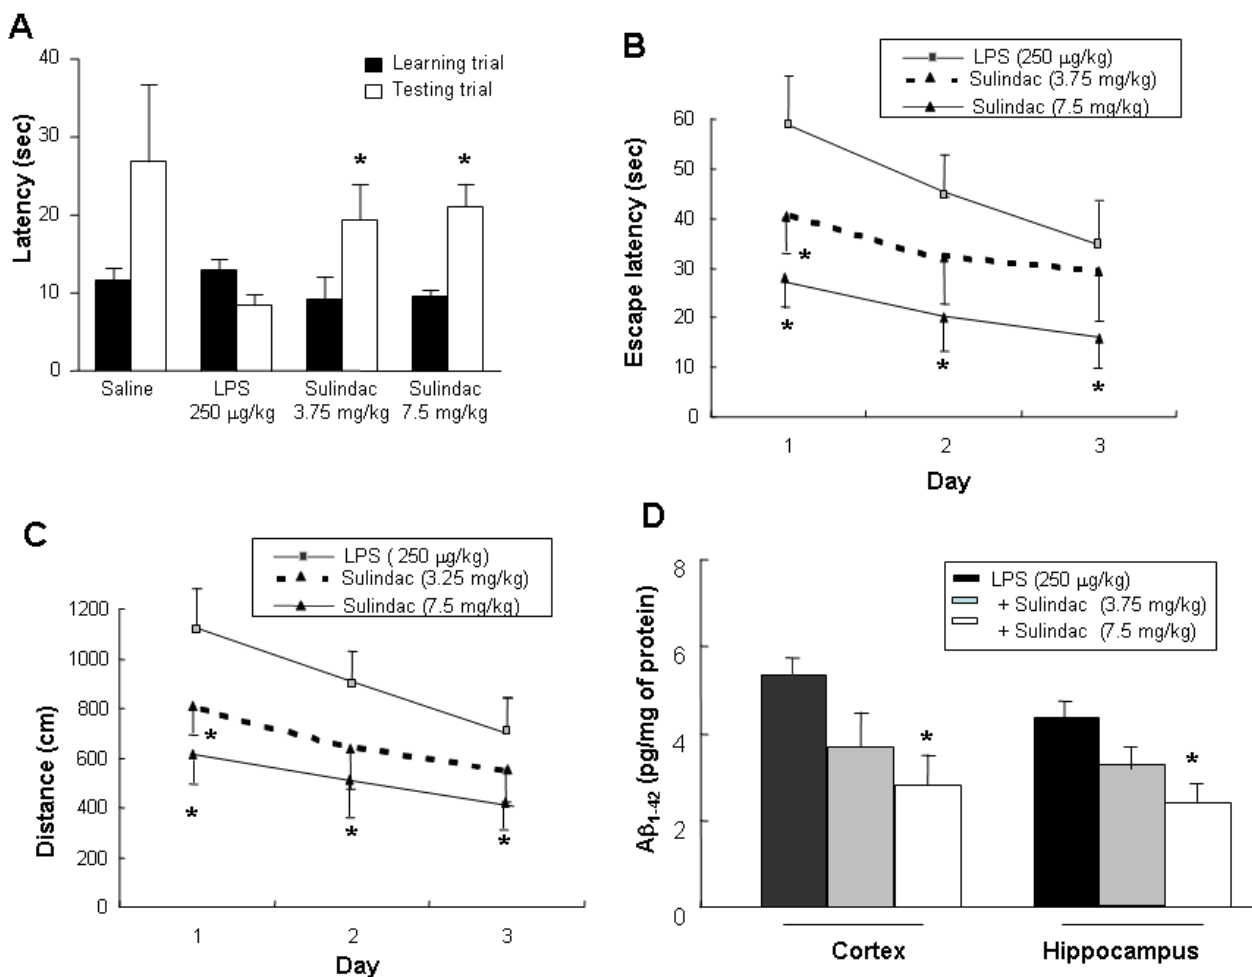 A
Latency (sec)
40
30
20
10
0
Learning trial
Testing trial
*
*
Saline
LPS
250 μg/kg
Sulindac
3.75 mg/kg
Sulindac
7.5 mg/kg
B
LPS (250 μg/kg)
Sulindac (3.75 mg/kg)
Sulindac (7.5 mg/kg)
Escape latency (sec)
60
50
40
30
20
10
0
*
*
*
*
1 2 3
Day
C
LPS ( 250 μg/kg)
Sulindac (3.25 mg/kg)
Sulindac (7.5 mg/kg)
Distance (cm)
1200
1000
800
600
400
200
0
*
*
*
*
1 2 3
Day
D
LPS (250 μg/kg)
+ Sulindac (3.75 mg/kg)
+ Sulindac (7.5 mg/kg)
Aβ1-42 (pg/mg of protein)
8
6
4
2
0
*
*
Cortex
Hippocampus